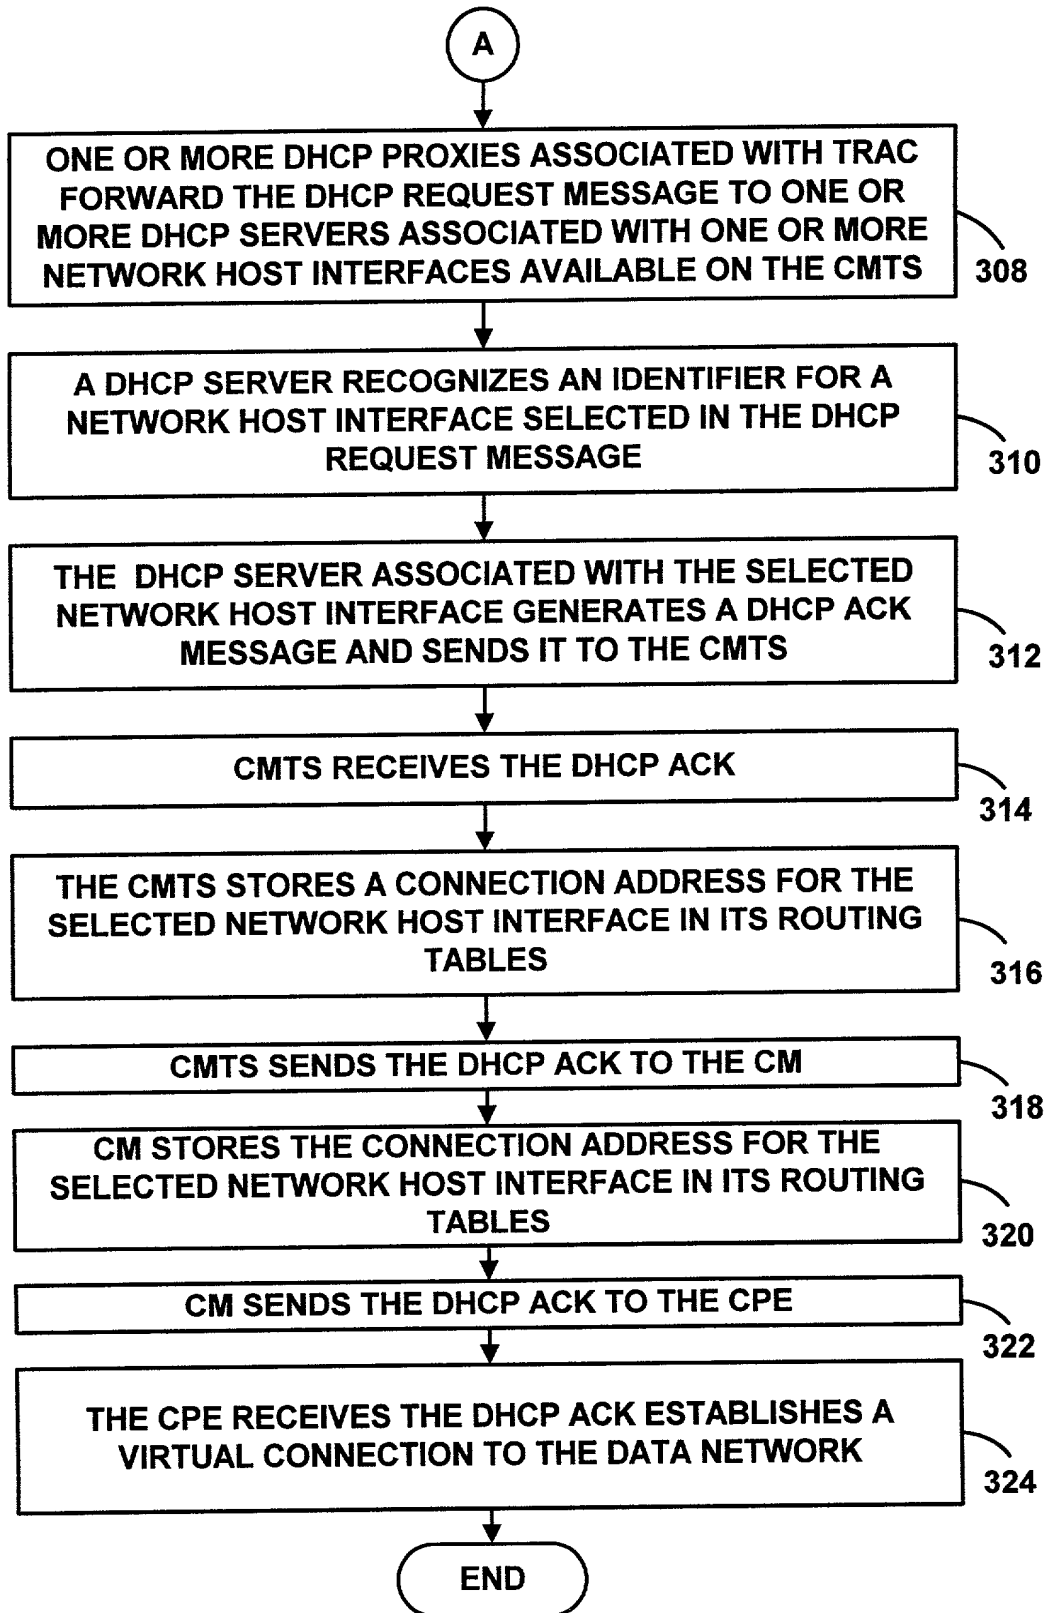 A
ONE OR MORE DHCP PROXIES ASSOCIATED WITH TRAC
FORWARD THE DHCP REQUEST MESSAGE TO ONE OR
MORE DHCP SERVERS ASSOCIATED WITH ONE OR MORE
NETWORK HOST INTERFACES AVAILABLE ON THE CMTS
308
A DHCP SERVER RECOGNIZES AN IDENTIFIER FOR A
NETWORK HOST INTERFACE SELECTED IN THE DHCP
REQUEST MESSAGE
310
THE DHCP SERVER ASSOCIATED WITH THE SELECTED
NETWORK HOST INTERFACE GENERATES A DHCP ACK
MESSAGE AND SENDS IT TO THE CMTS
312
CMTS RECEIVES THE DHCP ACK
314
THE CMTS STORES A CONNECTION ADDRESS FOR THE
SELECTED NETWORK HOST INTERFACE IN ITS ROUTING
TABLES
316
CMTS SENDS THE DHCP ACK TO THE CM
318
CM STORES THE CONNECTION ADDRESS FOR THE
SELECTED NETWORK HOST INTERFACE IN ITS ROUTING
TABLES
320
CM SENDS THE DHCP ACK TO THE CPE
322
THE CPE RECEIVES THE DHCP ACK ESTABLISHES A
VIRTUAL CONNECTION TO THE DATA NETWORK
324
END